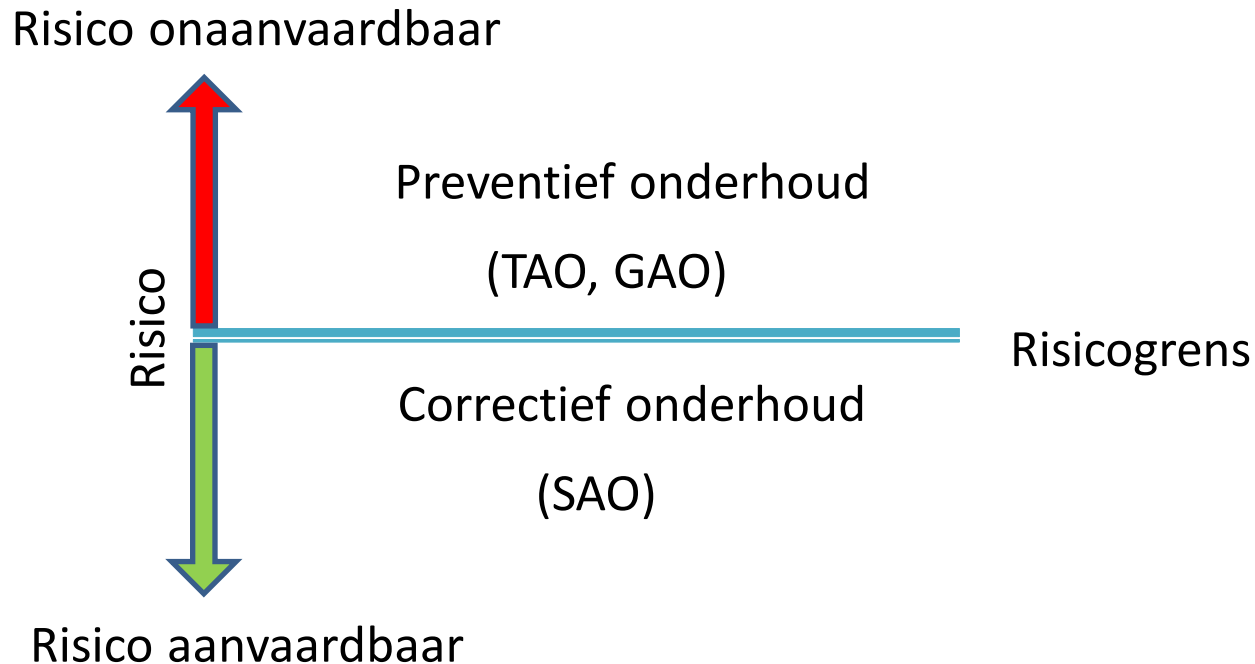 Risico onaanvaardbaar
Preventief onderhoud
(TAO, GAO)
Risico
Risicogrens
Correctief onderhoud
(SAO)
Risico aanvaardbaar